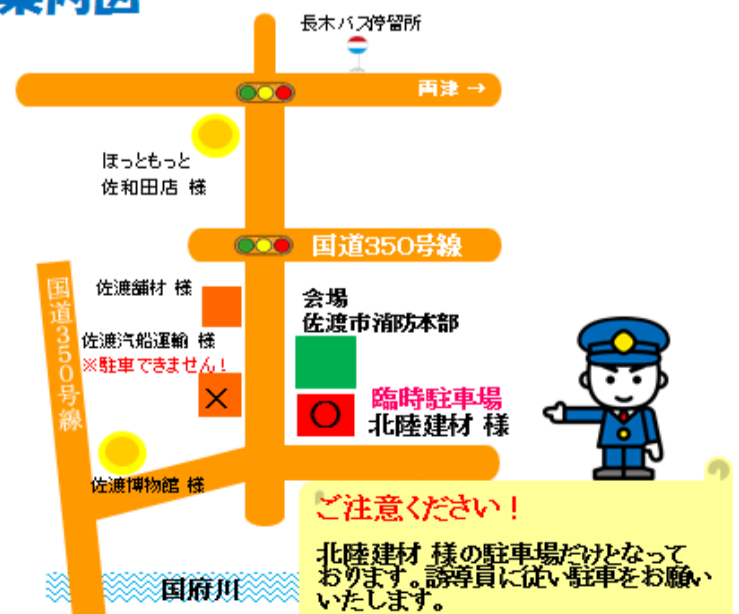 案内図
長木バス停留所
両津 →
ほっともっと
佐和田店 様
国道350号線
国道350号線
佐渡舗材 様
会場
佐渡市消防本部
佐渡汽船運輸 様
※駐車できません!
×
○
臨時駐車場
北陸建材 様
佐渡博物館 様
ご注意ください!
北陸建材 様の駐車場だけとなって
おります。誘導員に従い駐車をお願い
いたします。
国府川